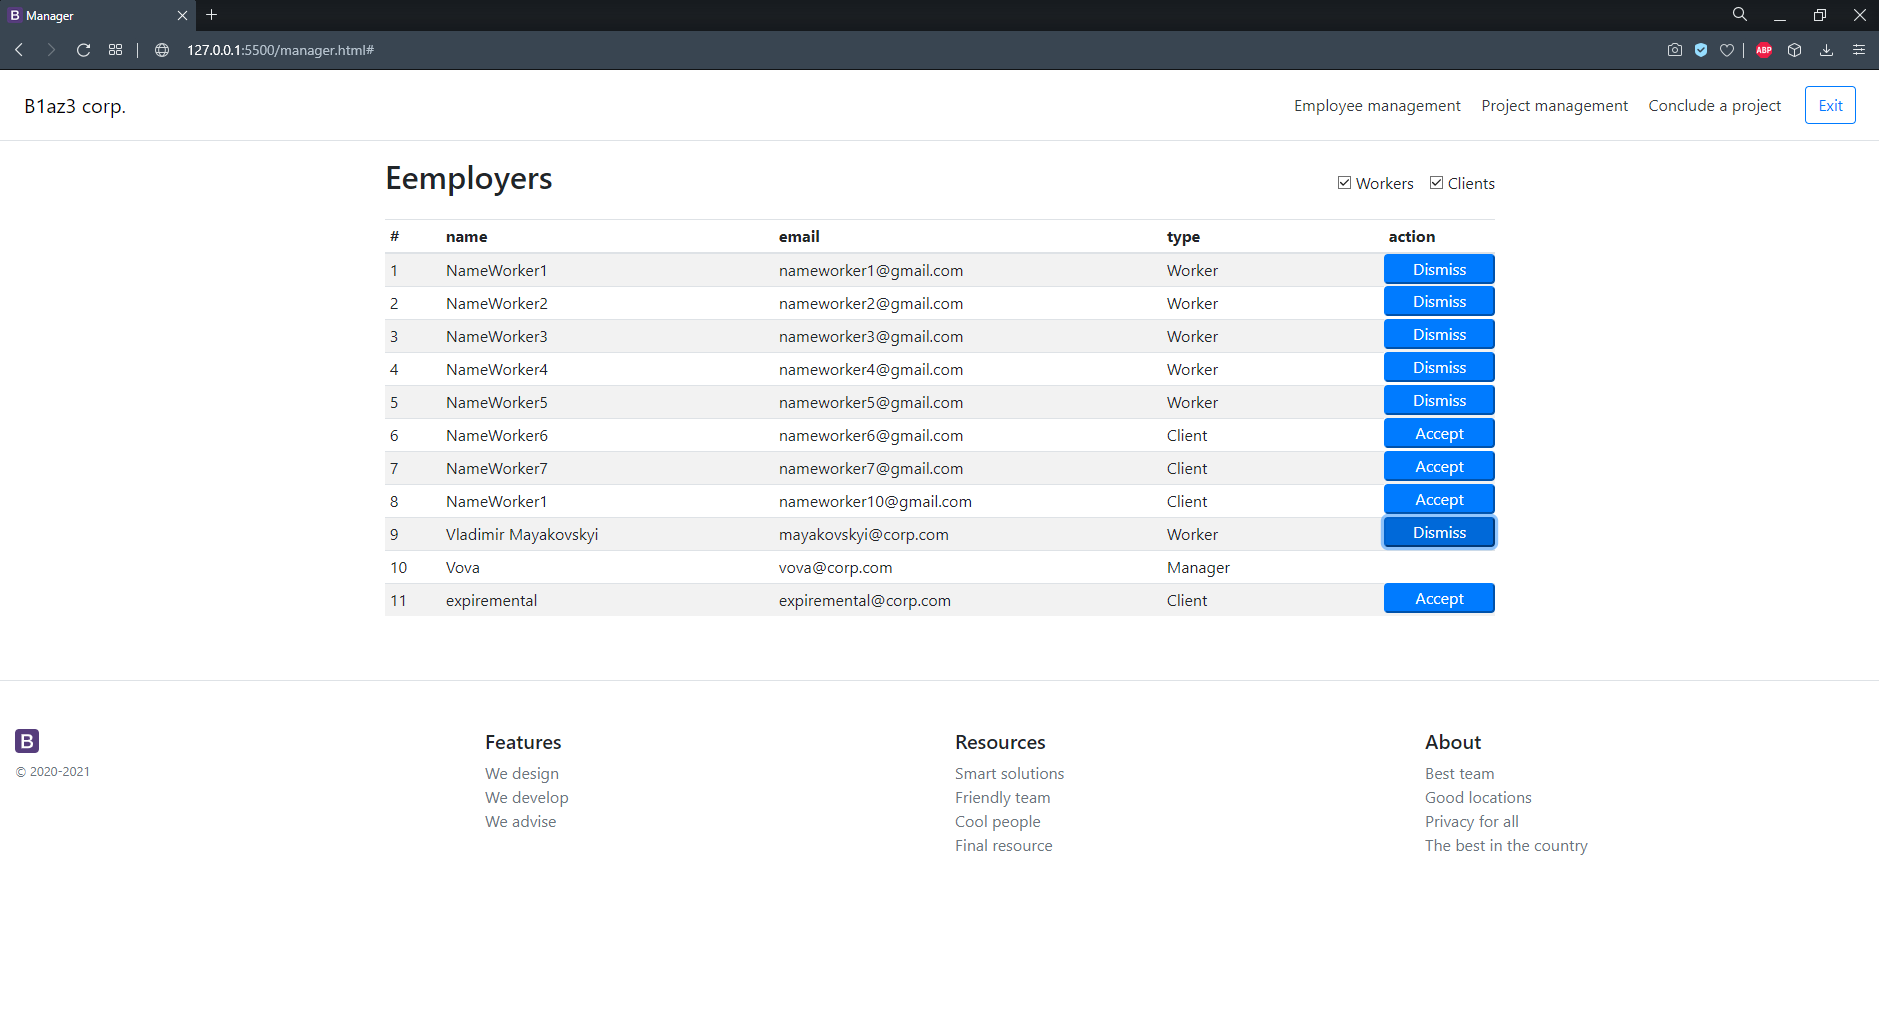 B Manager
127.0.0.1:5500/manager.html#
ABP
B1az3 corp.
Employee management Project management Conclude a project Exit
Eemployers
Workers Clients
# name email type action
1 NameWorker1 nameworker1@gmail.com Worker Dismiss
2 NameWorker2 nameworker2@gmail.com Worker Dismiss
3 NameWorker3 nameworker3@gmail.com Worker Dismiss
4 NameWorker4 nameworker4@gmail.com Worker Dismiss
5 NameWorker5 nameworker5@gmail.com Worker Dismiss
6 NameWorker6 nameworker6@gmail.com Client Accept
7 NameWorker7 nameworker7@gmail.com Client Accept
8 NameWorker1 nameworker10@gmail.com Client Accept
9 Vladimir Mayakovskyi mayakovskyi@corp.com Worker Dismiss
10 Vova vova@corp.com Manager
11 expiremental expiremental@corp.com Client Accept
B
© 2020-2021
Features
We design
We develop
We advise
Resources
Smart solutions
Friendly team
Cool people
Final resource
About
Best team
Good locations
Privacy for all
The best in the country